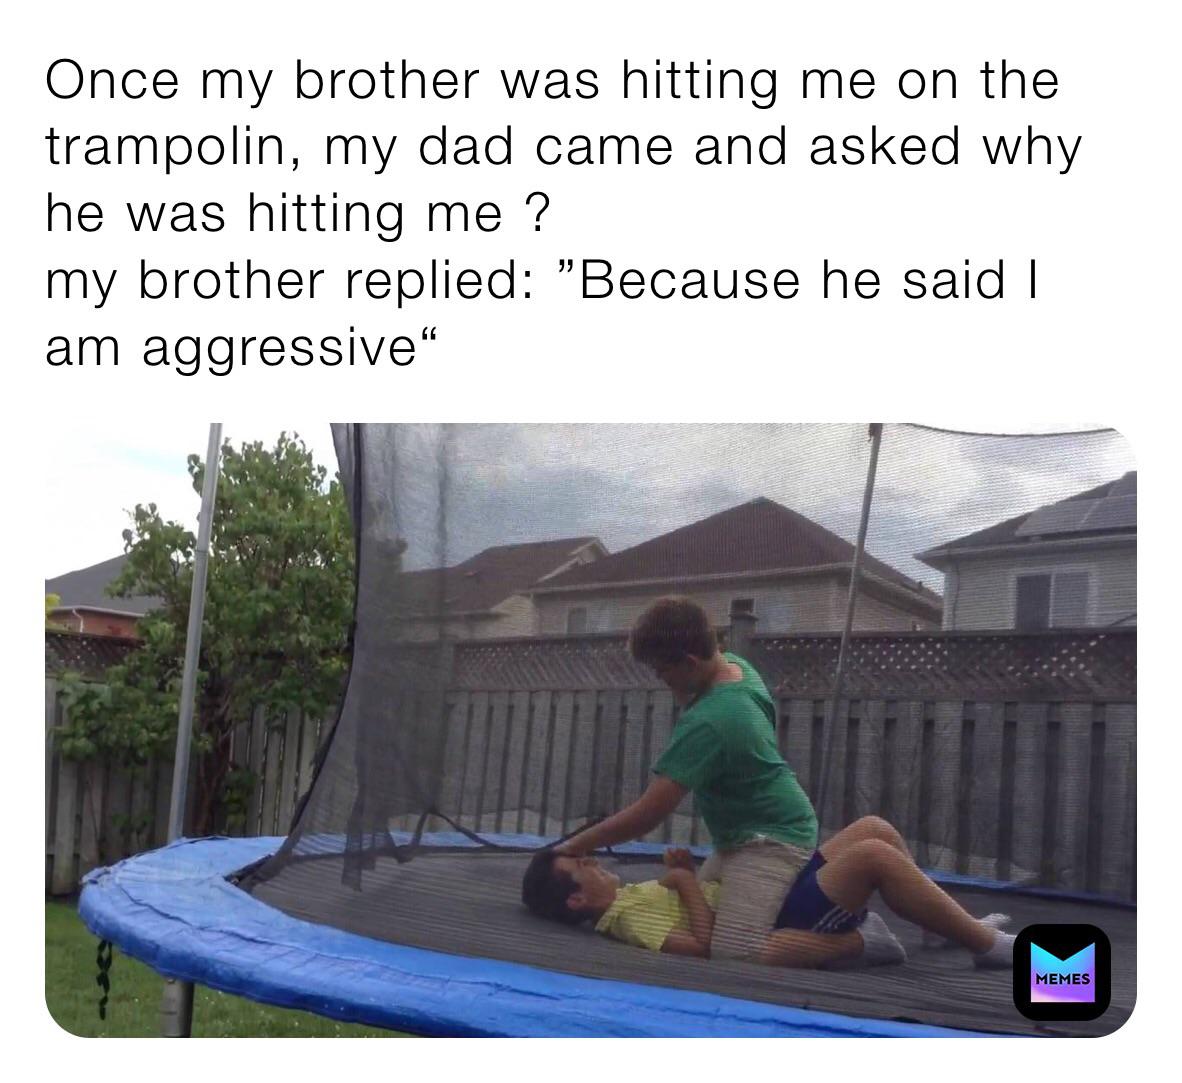 Once my brother was hitting me on the
trampolin, my dad came and asked why
he was hitting me ?
my brother replied: ”Because he said I
am aggressive“
MEMES